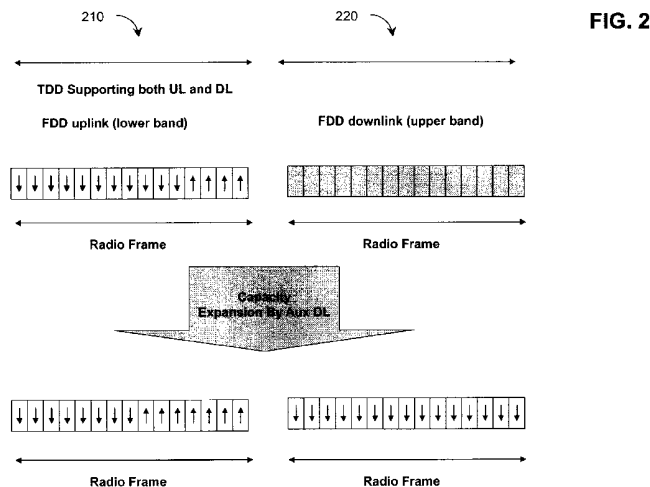 210
220
FIG. 2
TDD Supporting both UL and DL
FDD uplink (lower band)
FDD downlink (upper band)
Radio Frame
Radio Frame
Capacity
Expansion By Aux DL
Radio Frame
Radio Frame